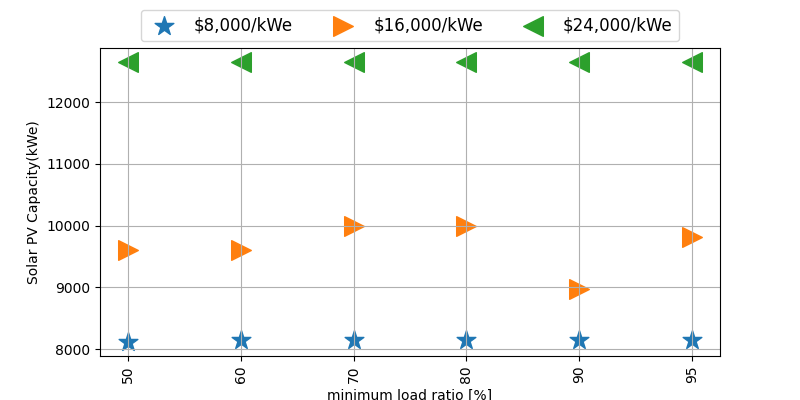 $8,000/kWe $16,000/kWe $24,000/kWe
Solar PV Capacity(kWe)
12000
11000
10000
9000
8000
50 60 70 80 90 95
minimum load ratio [%]